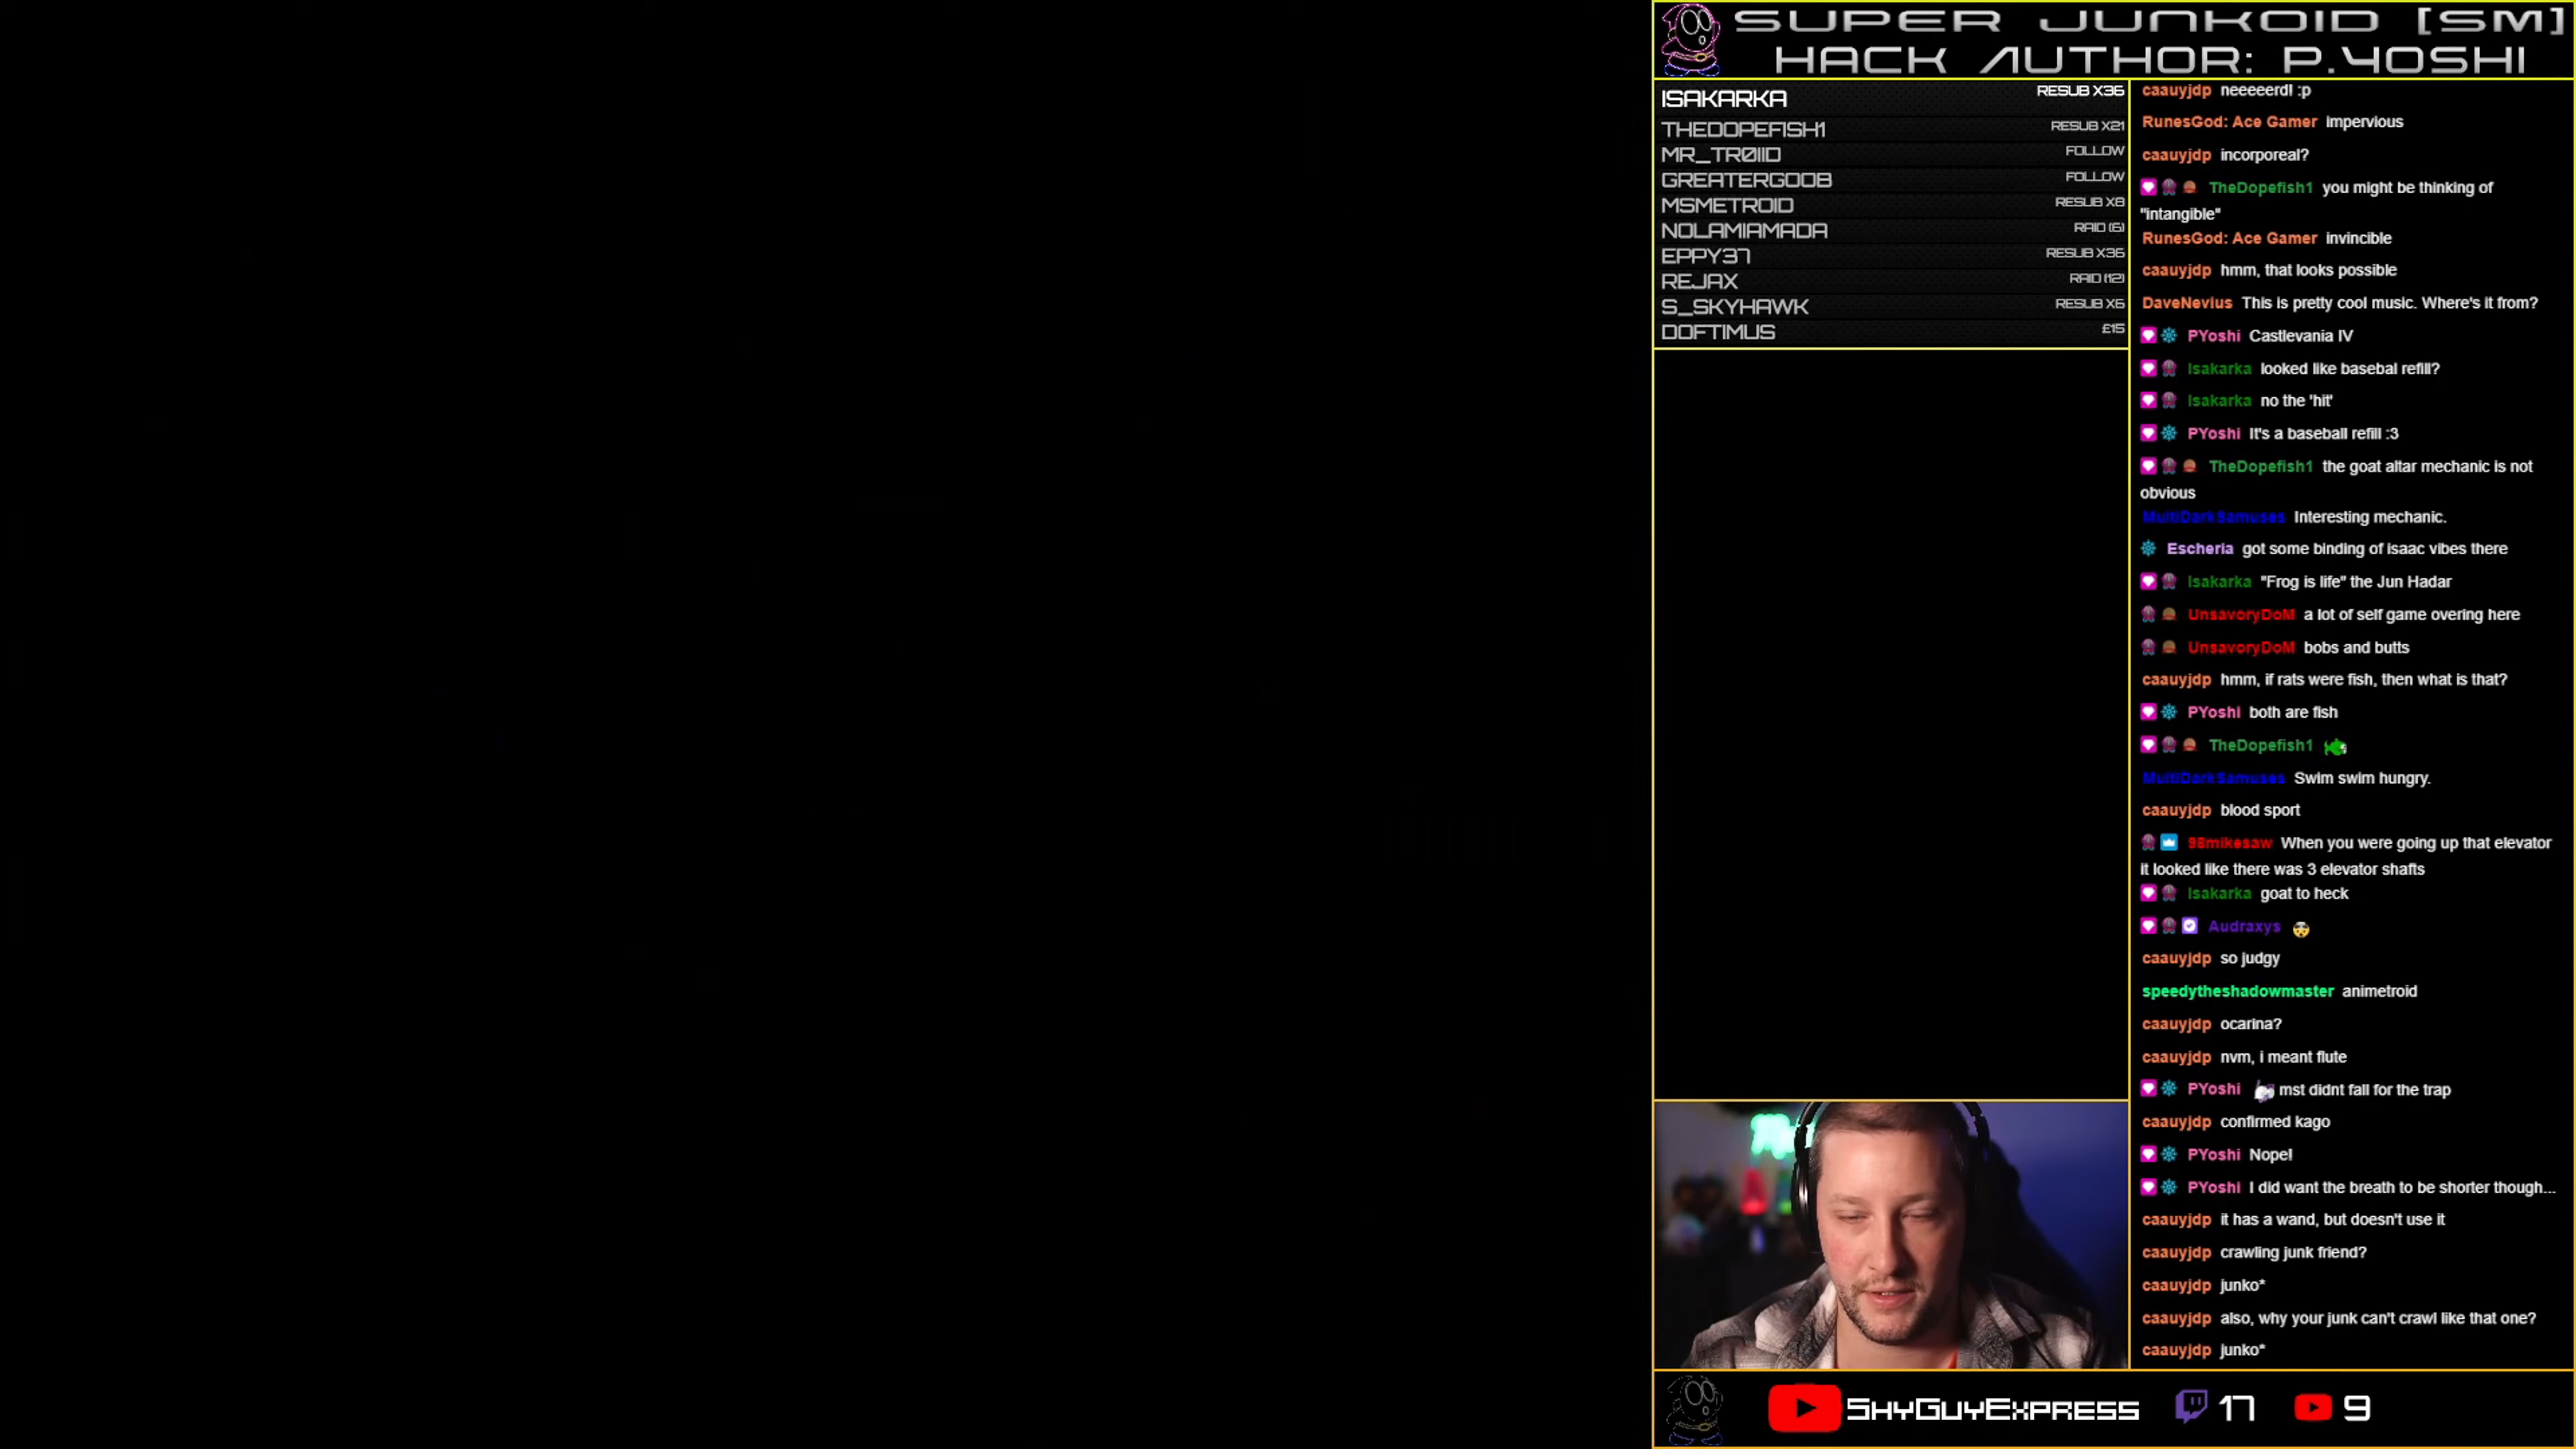 SUPER JUNKOID [SM]
HACK AUTHOR: P.YOSHI
ISAKARKA RESUB X36
THEDOPEFISH1 RESUB X21
MR_TR0IID FOLLOW
GREATERGOOB FOLLOW
MSMETROID RESUB X8
NOLAMIAMADA RAID (6)
EPPY37 RESUB X36
REJAX RAID (12)
S_SKYHAWK RESUB X6
DOFTIMUS £15
caauyjdp neeeeerd! :p
RunesGod: Ace Gamer impervious
caauyjdp incorporeal?
TheDopefish1 you might be thinking of
"intangible"
RunesGod: Ace Gamer invincible
caauyjdp hmm, that looks possible
DaveNevius This is pretty cool music. Where's it from?
PYoshi Castlevania IV
Isakarka looked like basebal refill?
Isakarka no the 'hit'
PYoshi It's a baseball refill :3
TheDopefish1 the goat altar mechanic is not
obvious
MultiDarkSamuses Interesting mechanic.
Escheria got some binding of isaac vibes there
Isakarka "Frog is life" the Jun Hadar
UnsavoryDoM a lot of self game overing here
UnsavoryDoM bobs and butts
caauyjdp hmm, if rats were fish, then what is that?
PYoshi both are fish
TheDopefish1
MultiDarkSamuses Swim swim hungry.
caauyjdp blood sport
98mikesaw When you were going up that elevator
it looked like there was 3 elevator shafts
Isakarka goat to heck
Audraxys
caauyjdp so judgy
speedytheshadowmaster animetroid
caauyjdp ocarina?
caauyjdp nvm, i meant flute
PYoshi mst didnt fall for the trap
caauyjdp confirmed kago
PYoshi Nope!
PYoshi I did want the breath to be shorter though...
caauyjdp it has a wand, but doesn't use it
caauyjdp crawling junk friend?
caauyjdp junko*
caauyjdp also, why your junk can't crawl like that one?
caauyjdp junko*
SHYGUYEXPRESS 17 9